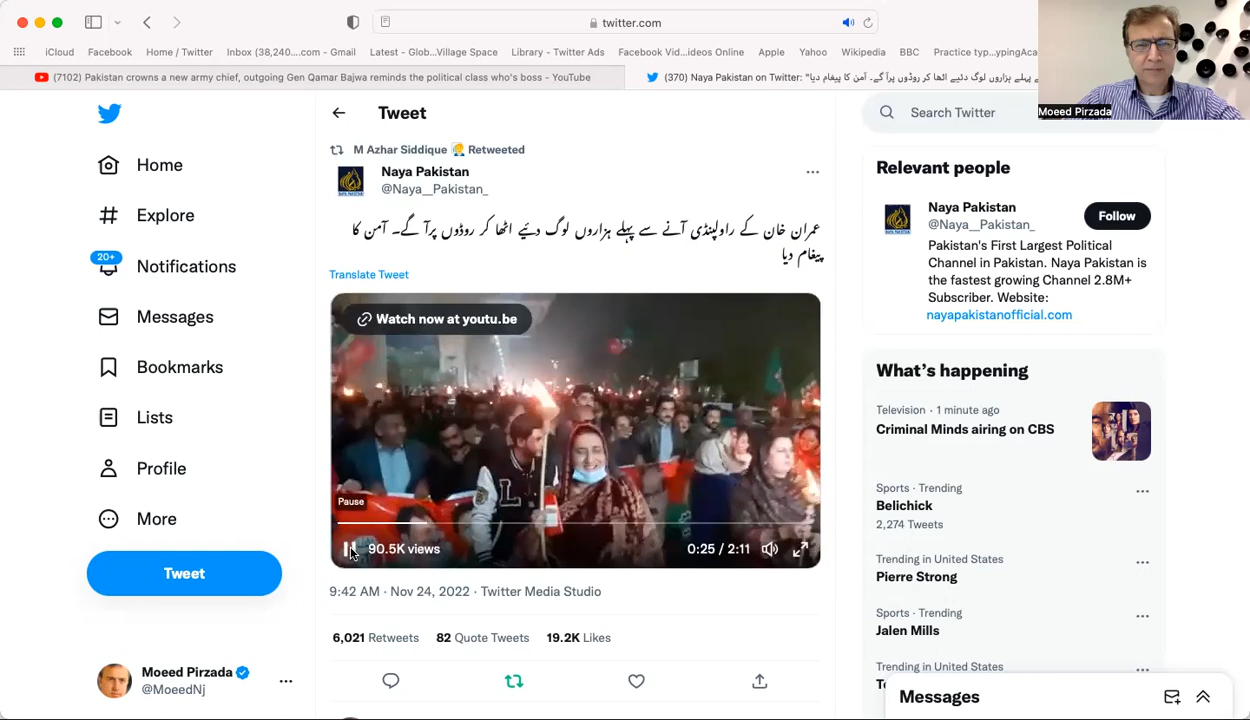 twitter.com
iCloud
Facebook
Home / Twitter
Inbox (38,240....com - Gmail
Latest - Glob...Village Space
Library - Twitter Ads
Facebook Vid...ideos Online
Apple
Yahoo
Wikipedia
BBC
Practice typ...ypingAca
(7102) Pakistan crowns a new army chief, outgoing Gen Qamar Bajwa reminds the political class who's boss - YouTube
(370) Naya Pakistan on Twitter: "سے پہلے ہزاروں لوگ دئیے اٹھا کر روڈوں پرآ گے۔ آمن کا پیغام دیا
Moeed Pirzada
Home
Explore
20+
Notifications
Messages
Bookmarks
Lists
Profile
More
Tweet
Moeed Pirzada
@MoeedNj
Tweet
M Azhar Siddique Retweeted
Naya Pakistan
@Naya__Pakistan_
عمران خان کے راولپنڈی آنے سے پہلے ہزاروں لوگ دئیے اٹھا کر روڈوں پرآ گے۔ آمن کا
پیغام دیا
Translate Tweet
Watch now at youtu.be
L
Pause
90.5K views
0:25 / 2:11
9:42 AM · Nov 24, 2022 · Twitter Media Studio
6,021 Retweets 82 Quote Tweets 19.2K Likes
Search Twitter
Relevant people
Naya Pakistan
@Naya__Pakistan_
Follow
Pakistan's First Largest Political
Channel in Pakistan. Naya Pakistan is
the fastest growing Channel 2.8M+
Subscriber. Website:
nayapakistanofficial.com
What's happening
Television · 1 minute ago
Criminal Minds airing on CBS
Sports · Trending
Belichick
2,274 Tweets
Trending in United States
Pierre Strong
Sports · Trending
Jalen Mills
Trending in United States
Messages